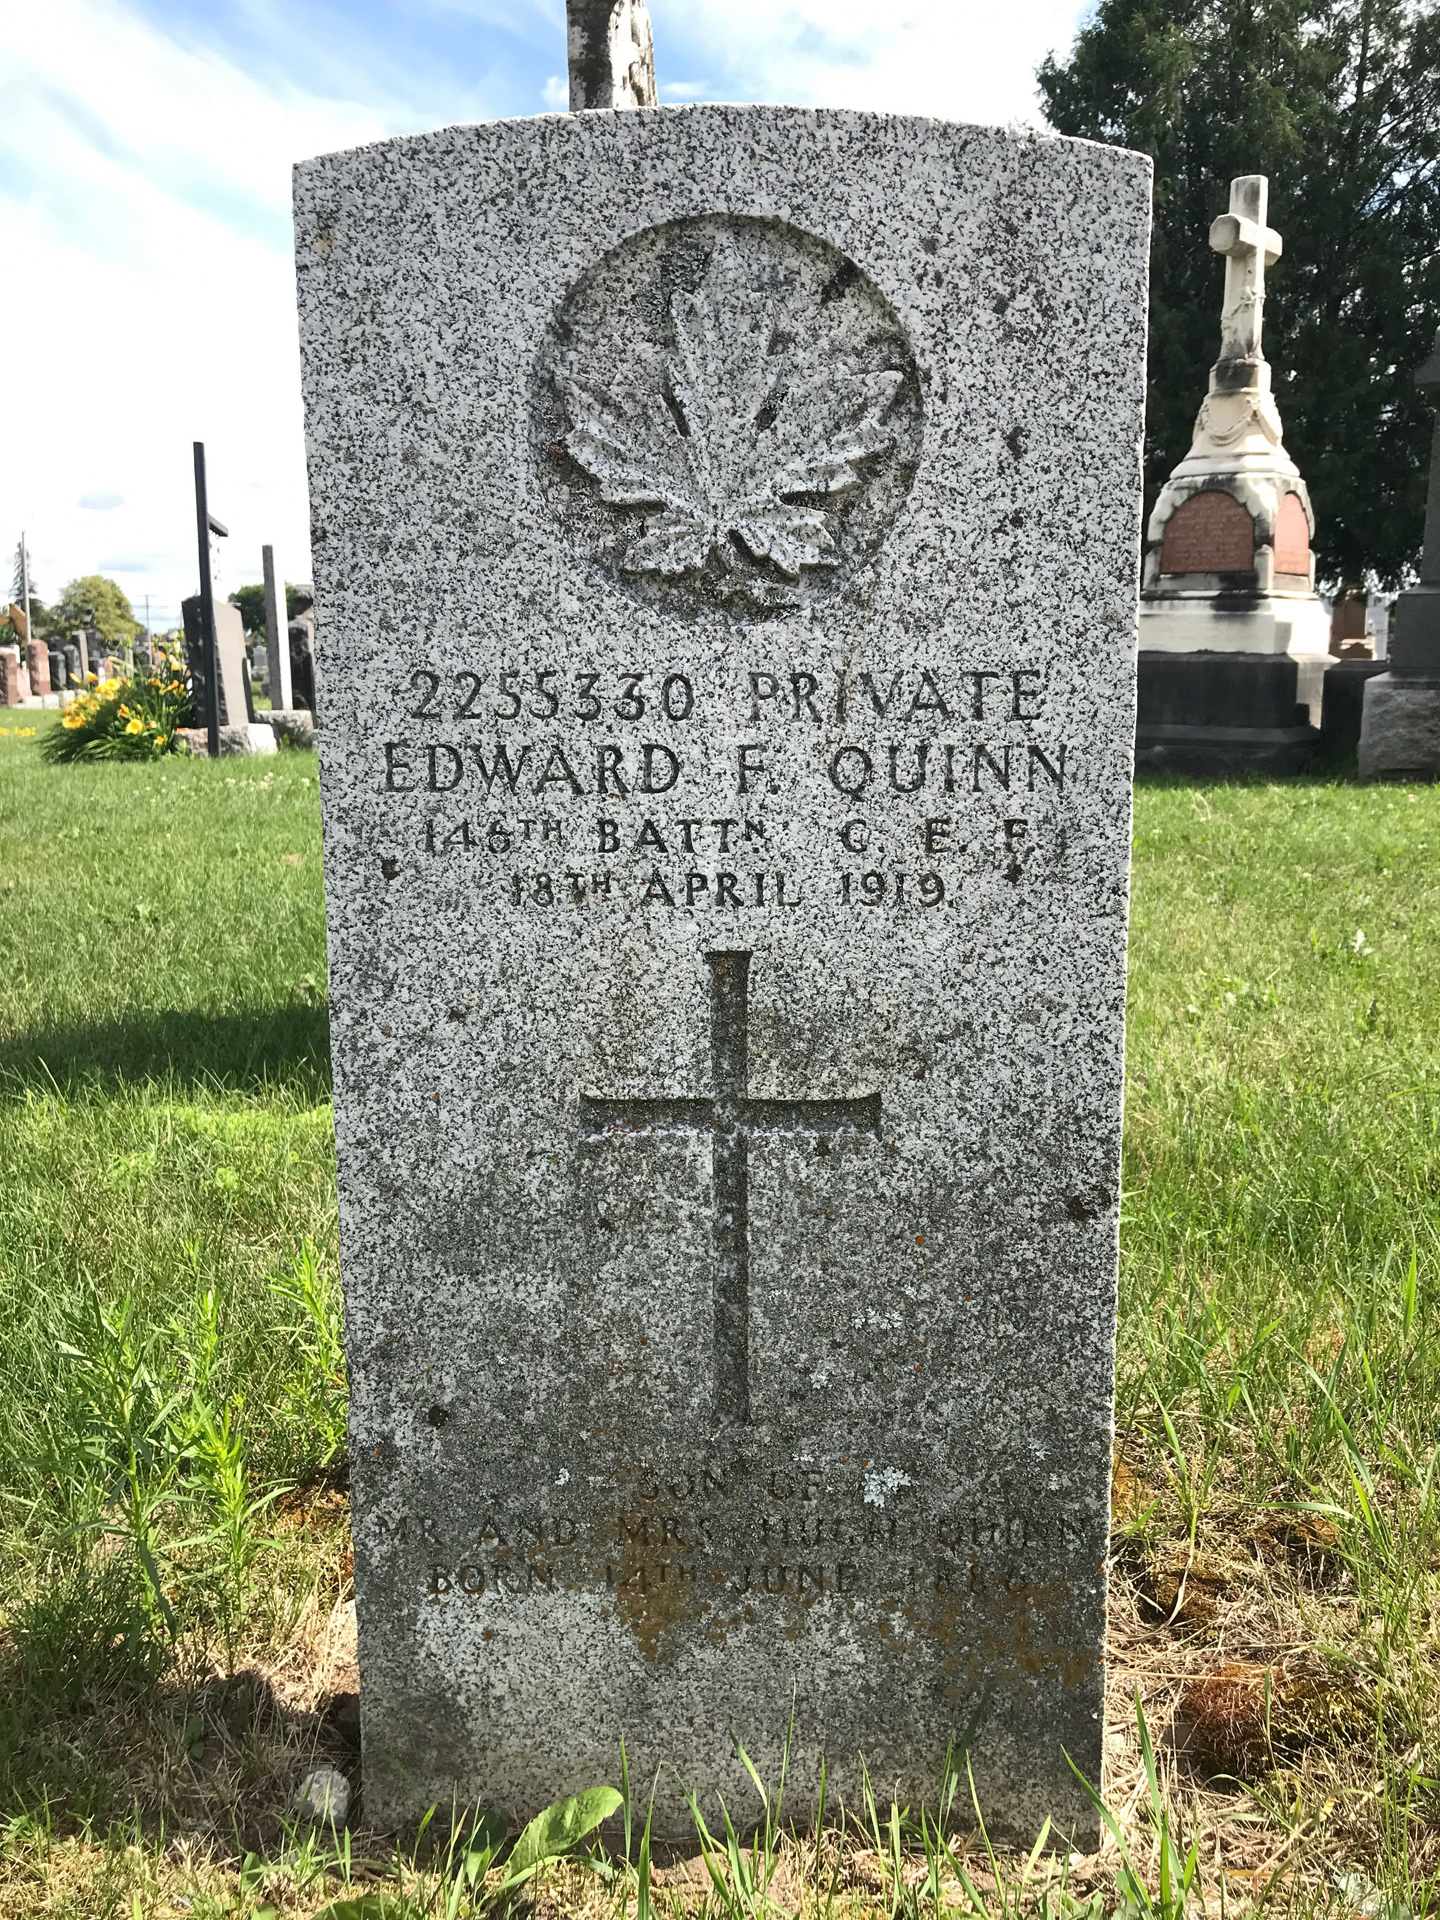 2255330 PRIVATE
EDWARD F. QUINN
146TH BATTN C. E. F.
18TH APRIL 1919
SON OF
MR AND MRS HUGH QUINN
BORN 14TH JUNE 1886